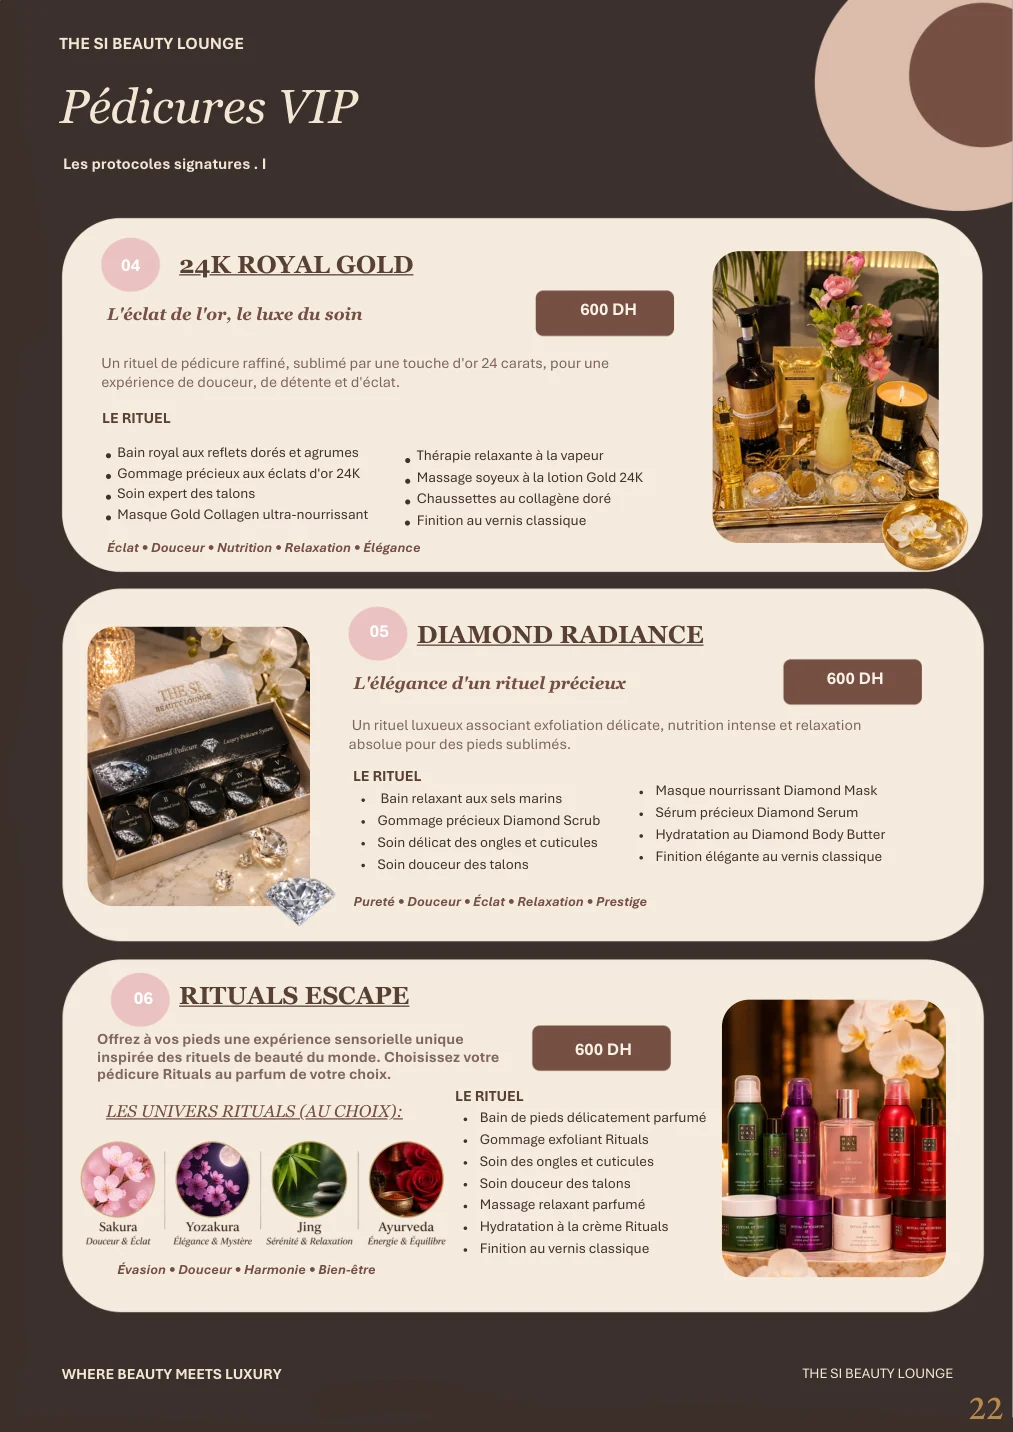 THE SI BEAUTY LOUNGE
Pédicures VIP
Les protocoles signatures . I
04
24K ROYAL GOLD
L'éclat de l'or, le luxe du soin
600 DH
Un rituel de pédicure raffiné, sublimé par une touche d'or 24 carats, pour une
expérience de douceur, de détente et d'éclat.
LE RITUEL
• Bain royal aux reflets dorés et agrumes
• Gommage précieux aux éclats d'or 24K
• Soin expert des talons
• Masque Gold Collagen ultra-nourrissant
• Thérapie relaxante à la vapeur
• Massage soyeux à la lotion Gold 24K
• Chaussettes au collagène doré
• Finition au vernis classique
Éclat • Douceur • Nutrition • Relaxation • Élégance
THE SI
BEAUTY LOUNGE
Diamond Pedicure
Luxury Pedicure System
I
II
III
IV
V
05
DIAMOND RADIANCE
L'élégance d'un rituel précieux
600 DH
Un rituel luxueux associant exfoliation délicate, nutrition intense et relaxation
absolue pour des pieds sublimés.
LE RITUEL
• Bain relaxant aux sels marins
• Gommage précieux Diamond Scrub
• Soin délicat des ongles et cuticules
• Soin douceur des talons
• Masque nourrissant Diamond Mask
• Sérum précieux Diamond Serum
• Hydratation au Diamond Body Butter
• Finition élégante au vernis classique
Pureté • Douceur • Éclat • Relaxation • Prestige
06
RITUALS ESCAPE
Offrez à vos pieds une expérience sensorielle unique
inspirée des rituels de beauté du monde. Choisissez votre
pédicure Rituals au parfum de votre choix.
600 DH
LES UNIVERS RITUALS (AU CHOIX):
Sakura
Douceur & Éclat
Yozakura
Élégance & Mystère
Jing
Sérénité & Relaxation
Ayurveda
Énergie & Équilibre
Évasion • Douceur • Harmonie • Bien-être
LE RITUEL
• Bain de pieds délicatement parfumé
• Gommage exfoliant Rituals
• Soin des ongles et cuticules
• Soin douceur des talons
• Massage relaxant parfumé
• Hydratation à la crème Rituals
• Finition au vernis classique
WHERE BEAUTY MEETS LUXURY
THE SI BEAUTY LOUNGE
22